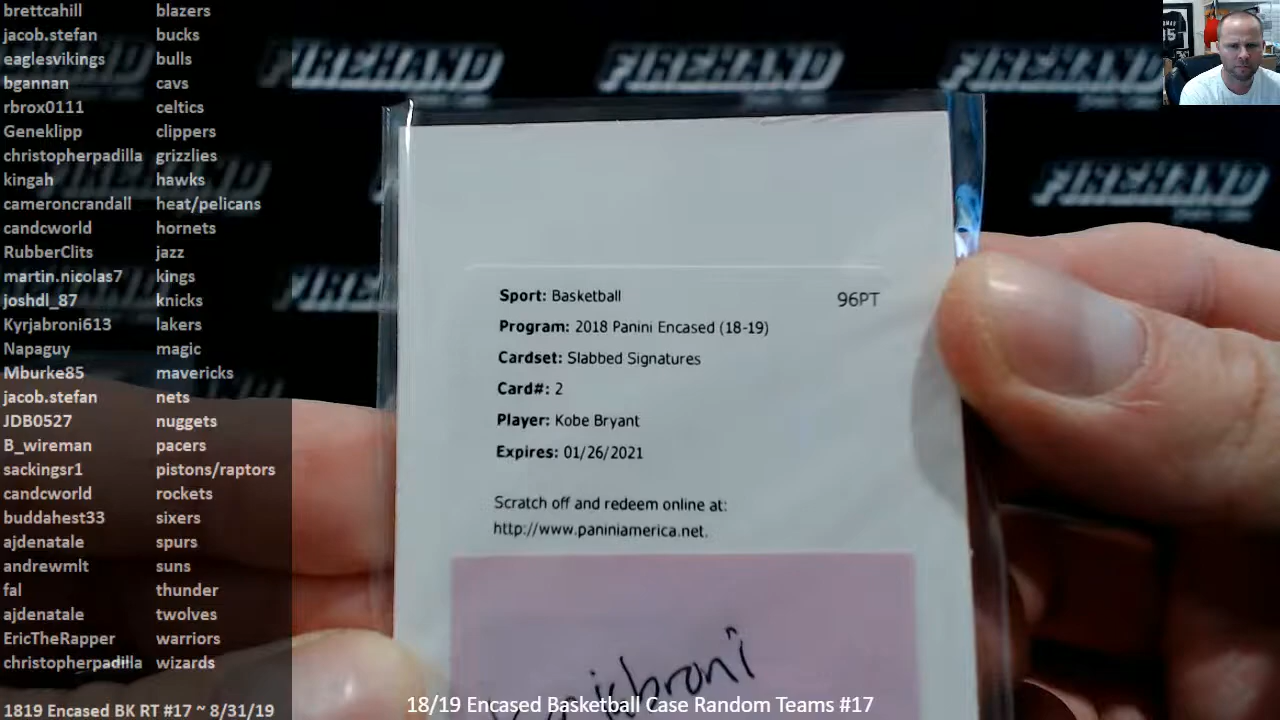 brettcahill blazers
jacob.stefan bucks
eaglesvikings bulls
bgannan cavs
rbrox0111 celtics
Geneklipp clippers
christopherpadilla grizzlies
kingah hawks
cameroncrandall heat/pelicans
candcworld hornets
RubberClits jazz
martin.nicolas7 kings
joshdl_87 knicks
Kyrjabroni613 lakers
Napaguy magic
Mburke85 mavericks
jacob.stefan nets
JDB0527 nuggets
B_wireman pacers
sackingsr1 pistons/raptors
candcworld rockets
buddahest33 sixers
ajdenatale spurs
andrewmlt suns
fal thunder
ajdenatale twolves
EricTheRapper warriors
christopherpadilla wizards
1819 Encased BK RT #17 ~ 8/31/19
FIREHAND FIREHAND FIREHAND
FIREHAND
Sport: Basketball 96PT
Program: 2018 Panini Encased (18-19)
Cardset: Slabbed Signatures
Card#: 2
Player: Kobe Bryant
Expires: 01/26/2021
Scratch off and redeem online at:
http://www.paniniamerica.net.
18/19 Encased Basketball Case Random Teams #17